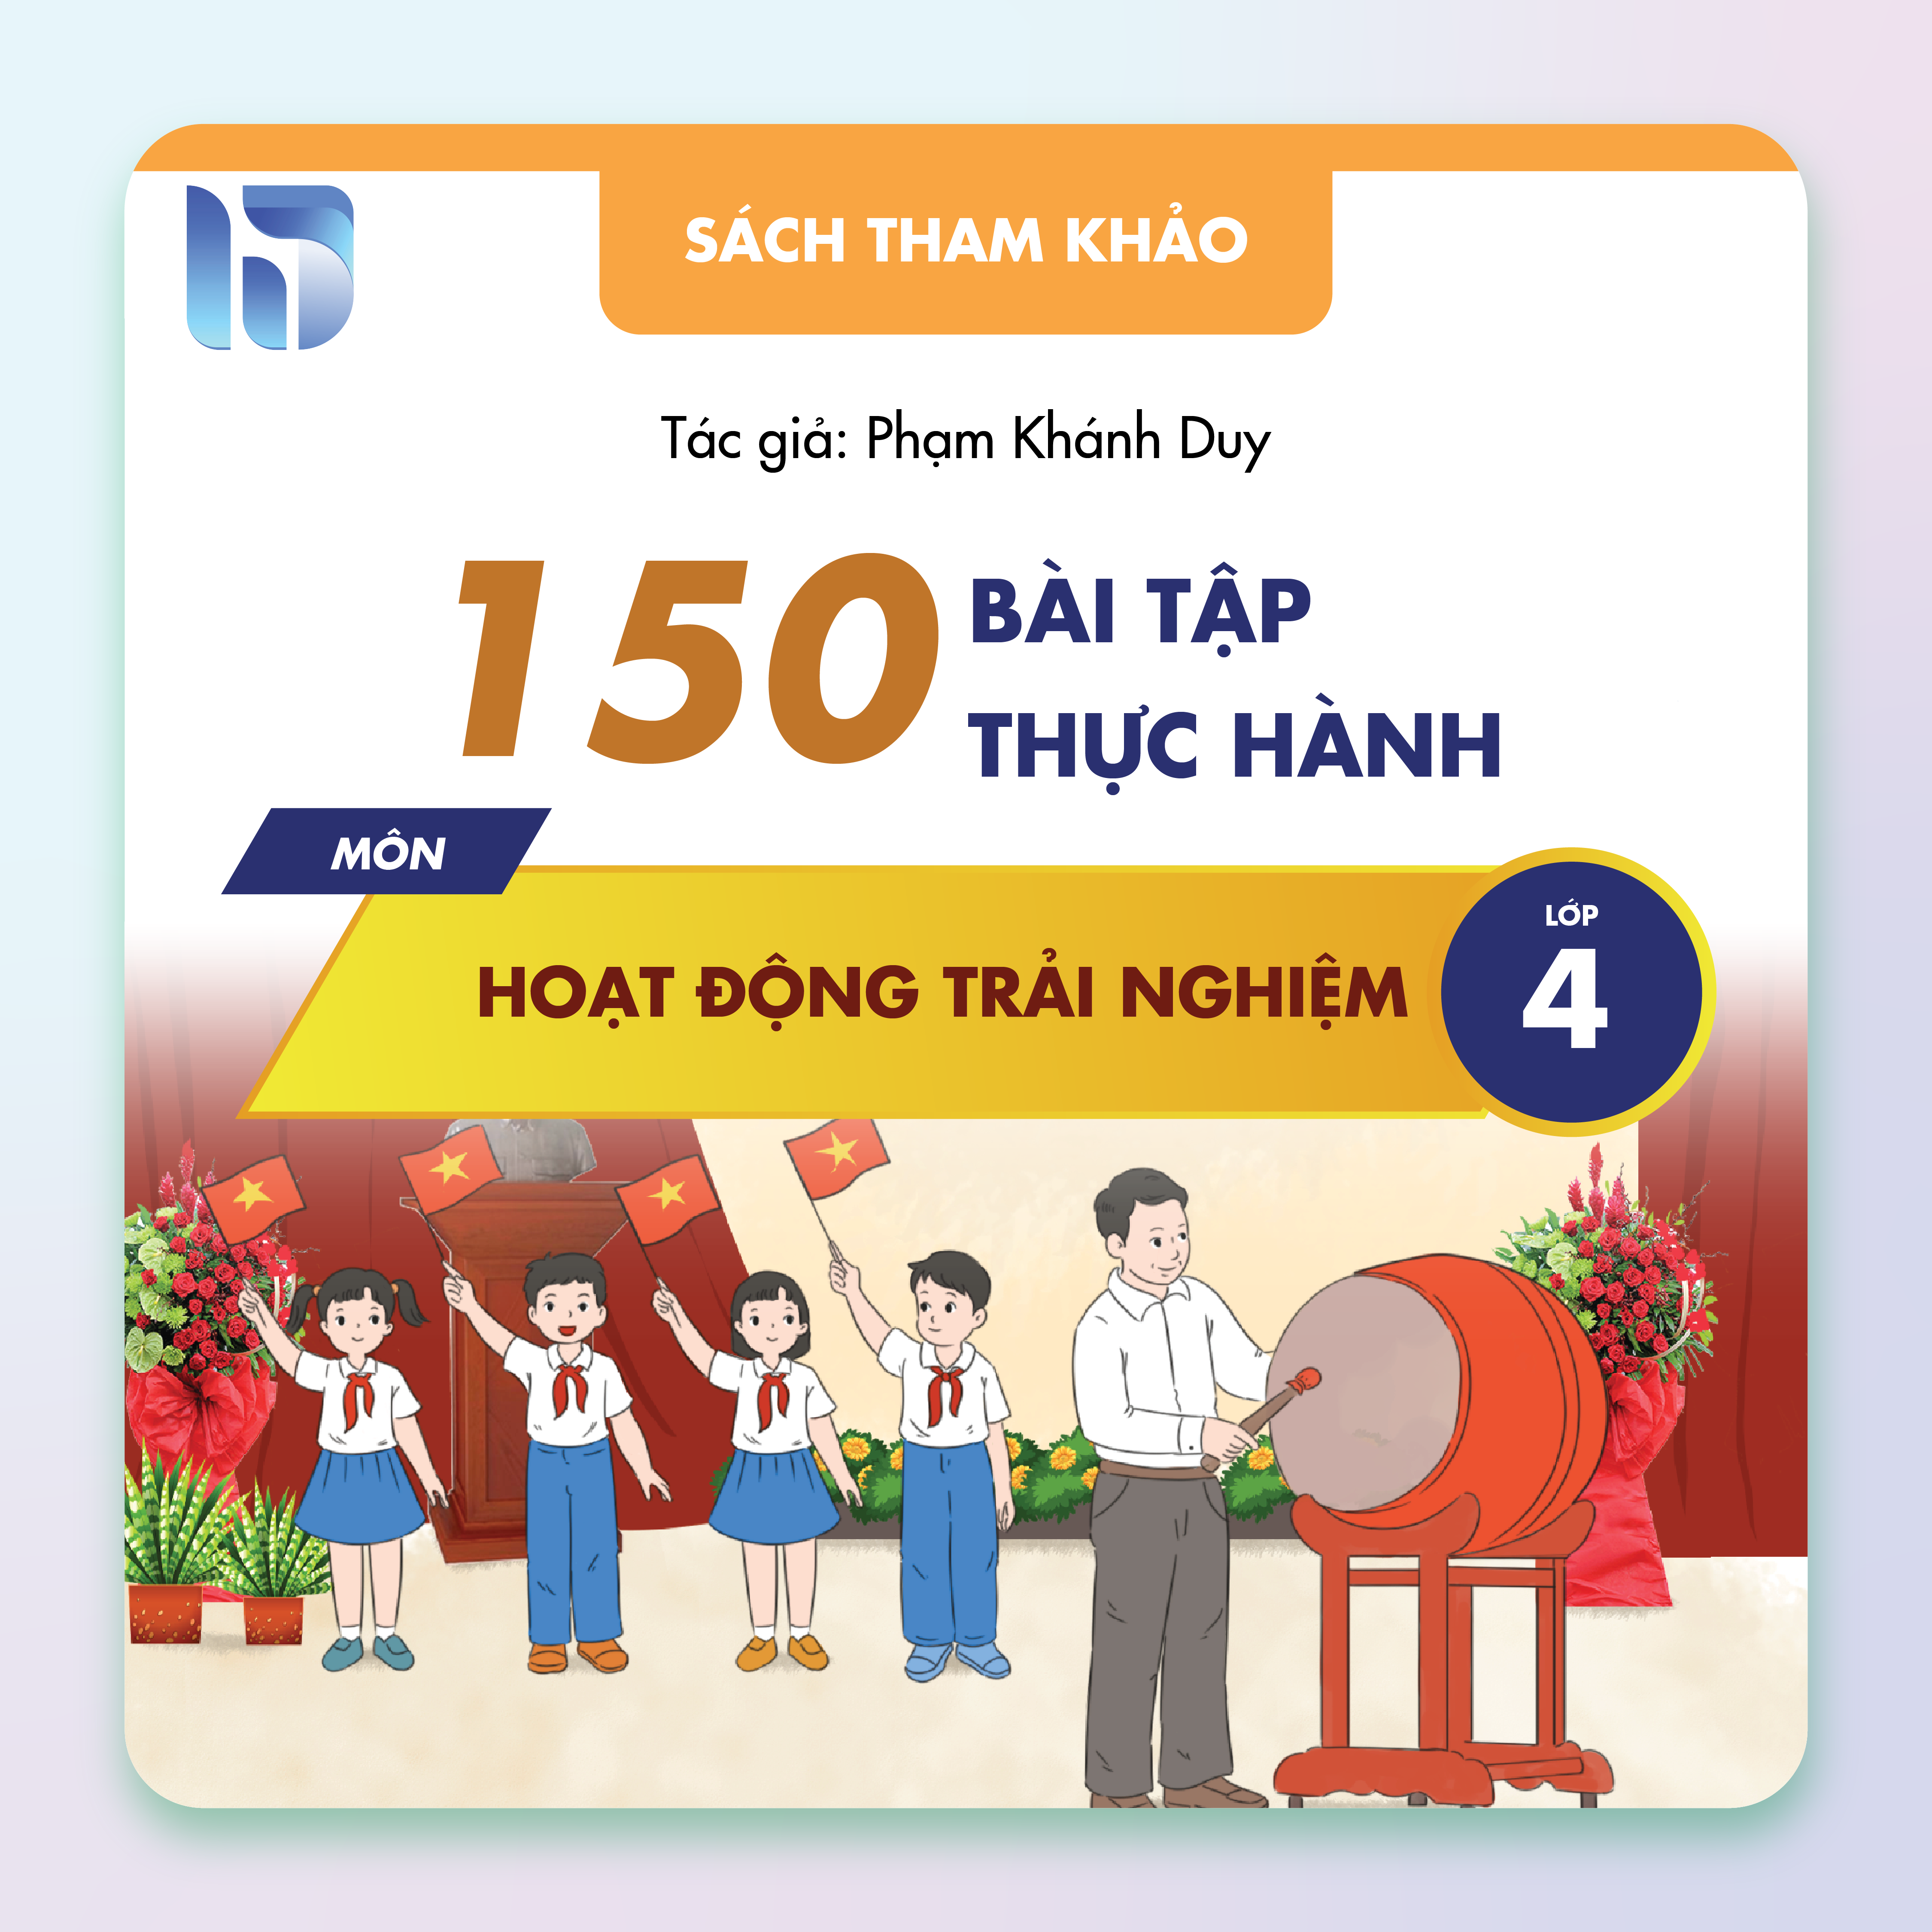 SÁCH THAM KHẢO
Tác giả: Phạm Khánh Duy
150 BÀI TẬP
THỰC HÀNH
MÔN
HOẠT ĐỘNG TRẢI NGHIỆM
LỚP
4